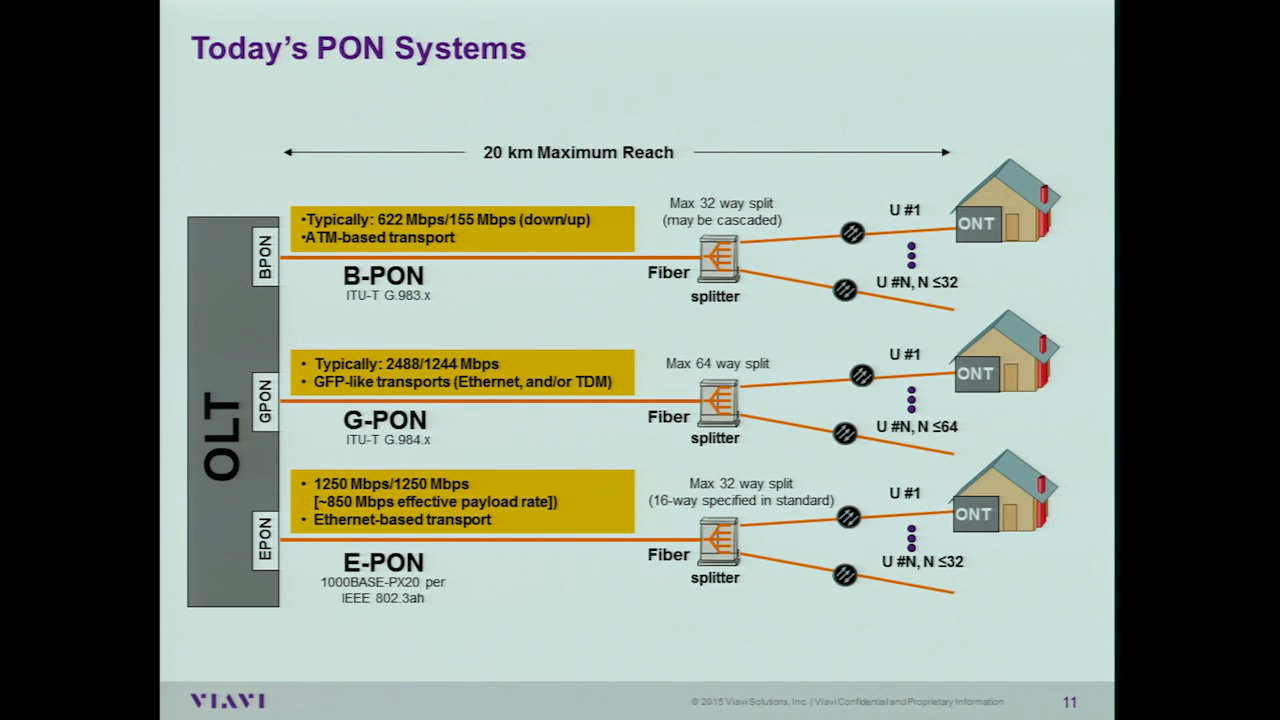 Today's PON Systems
20 km Maximum Reach
•Typically: 622 Mbps/155 Mbps (down/up)
•ATM-based transport
BPON
B-PON
ITU-T G.983.x
Max 32 way split
(may be cascaded)
Fiber
splitter
U #1
U #N, N ≤32
ONT
OLT
• Typically: 2488/1244 Mbps
• GFP-like transports (Ethernet, and/or TDM)
GPON
G-PON
ITU-T G.984.x
Max 64 way split
Fiber
splitter
U #1
U #N, N ≤64
ONT
• 1250 Mbps/1250 Mbps
[~850 Mbps effective payload rate])
• Ethernet-based transport
EPON
E-PON
1000BASE-PX20 per
IEEE 802.3ah
Max 32 way split
(16-way specified in standard)
Fiber
splitter
U #1
U #N, N ≤32
ONT
VIAVI
© 2015 Viavi Solutions, Inc. | Viavi Confidential and Proprietary Information
11